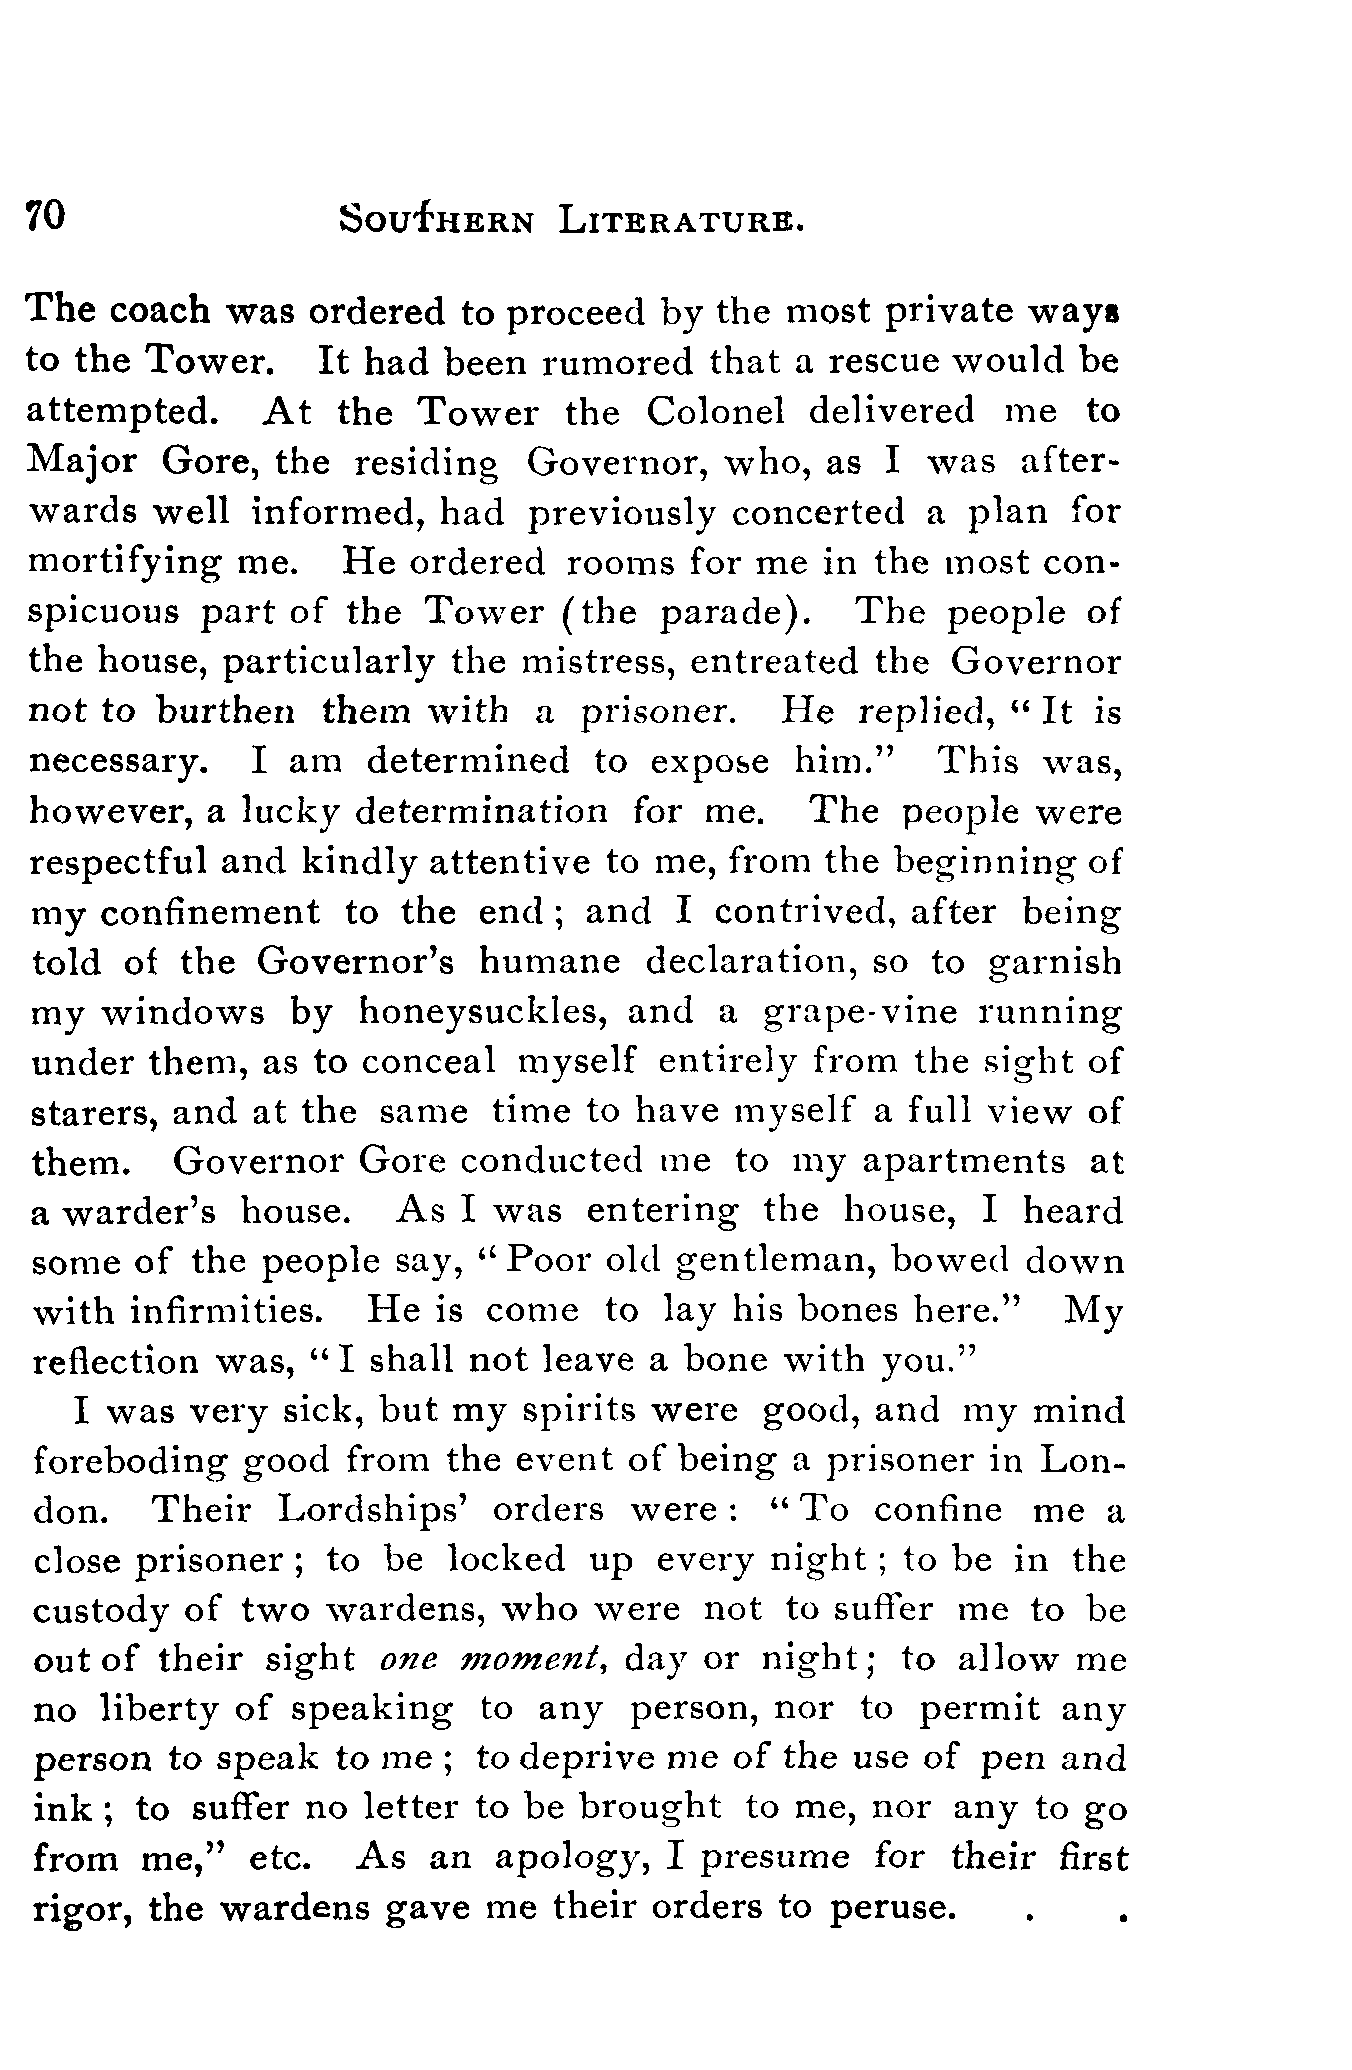 70 SOUTHERN LITERATURE.
The coach was ordered to proceed by the most private ways
to the Tower. It had been rumored that a rescue would be
attempted. At the Tower the Colonel delivered me to
Major Gore, the residing Governor, who, as I was after-
wards well informed, had previously concerted a plan for
mortifying me. He ordered rooms for me in the most con-
spicuous part of the Tower (the parade). The people of
the house, particularly the mistress, entreated the Governor
not to burthen them with a prisoner. He replied, “It is
necessary. I am determined to expose him.” This was,
however, a lucky determination for me. The people were
respectful and kindly attentive to me, from the beginning of
my confinement to the end; and I contrived, after being
told of the Governor’s humane declaration, so to garnish
my windows by honeysuckles, and a grape-vine running
under them, as to conceal myself entirely from the sight of
starers, and at the same time to have myself a full view of
them. Governor Gore conducted me to my apartments at
a warder’s house. As I was entering the house, I heard
some of the people say, “Poor old gentleman, bowed down
with infirmities. He is come to lay his bones here.” My
reflection was, “I shall not leave a bone with you.”
I was very sick, but my spirits were good, and my mind
foreboding good from the event of being a prisoner in Lon-
don. Their Lordships’ orders were: “To confine me a
close prisoner; to be locked up every night; to be in the
custody of two wardens, who were not to suffer me to be
out of their sight one moment, day or night; to allow me
no liberty of speaking to any person, nor to permit any
person to speak to me; to deprive me of the use of pen and
ink; to suffer no letter to be brought to me, nor any to go
from me,” etc. As an apology, I presume for their first
rigor, the wardens gave me their orders to peruse. . .